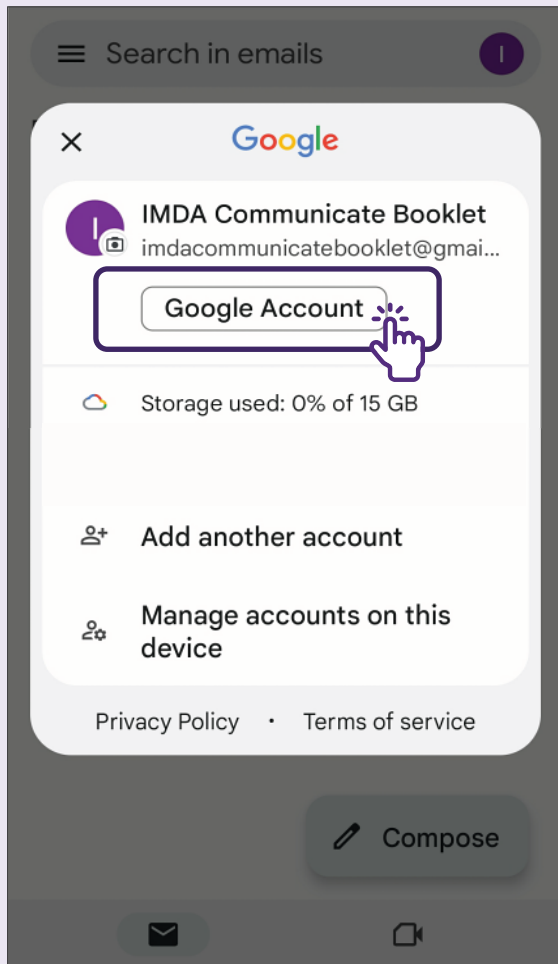 Search in emails
I
Google
I
IMDA Communicate Booklet
imdacommunicatebooklet@gmai...
Google Account
Storage used: 0% of 15 GB
Add another account
Manage accounts on this
device
Privacy Policy • Terms of service
Compose